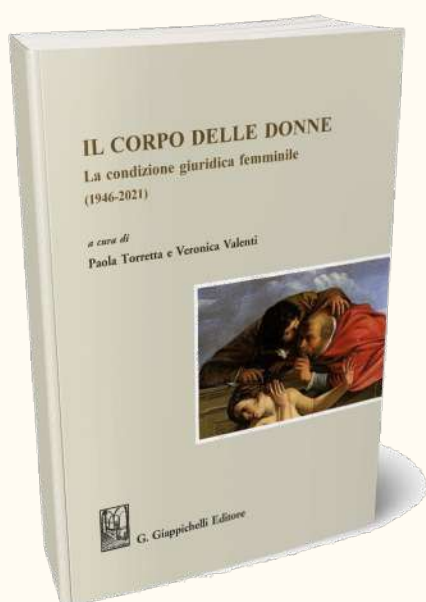 IL CORPO DELLE DONNE
La condizione giuridica femminile
(1946-2021)
a cura di
Paola Torretta e Veronica Valenti
G. Giappichelli Editore